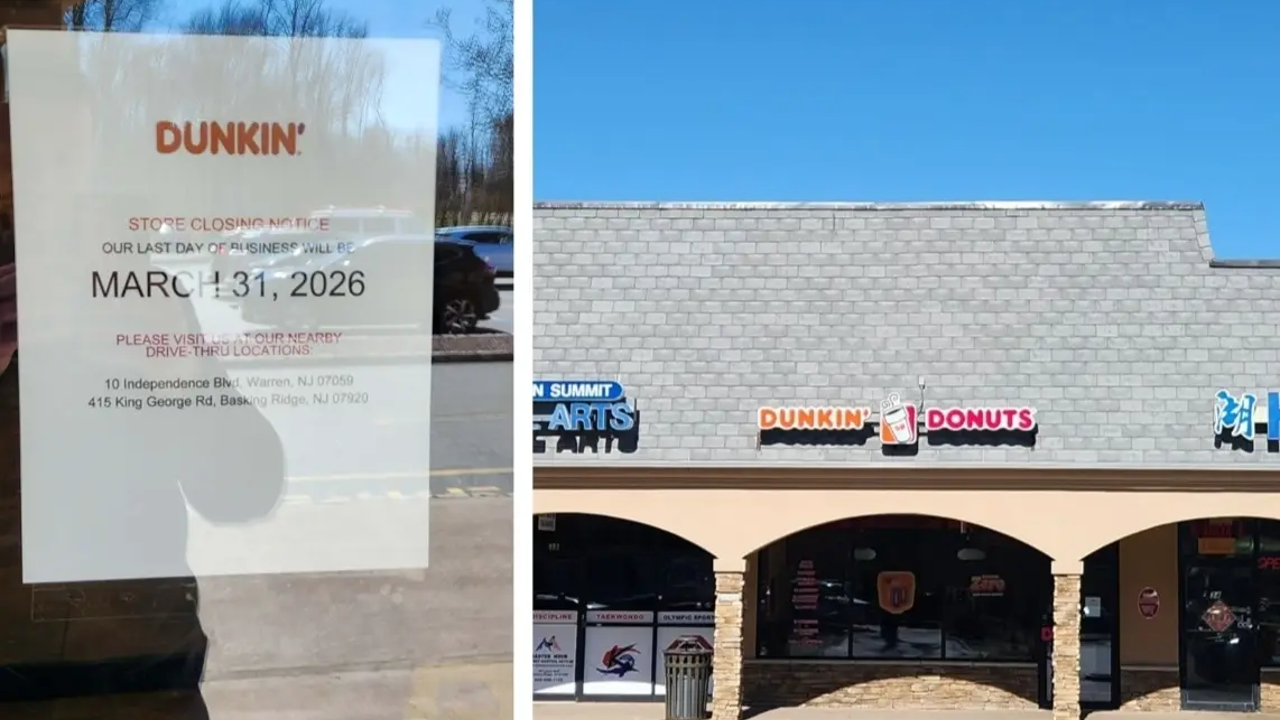 DUNKIN'
STORE CLOSING NOTICE
OUR LAST DAY OF BUSINESS WILL BE
MARCH 31, 2026
PLEASE VISIT US AT OUR NEARBY
DRIVE-THRU LOCATIONS:
10 Independence Blvd, Warren, NJ 07059
415 King George Rd, Basking Ridge, NJ 07920
N SUMMIT
ARTS
DUNKIN' DONUTS
湖
DISCIPLINE
TAEKWONDO
OLYMPIC SPORT